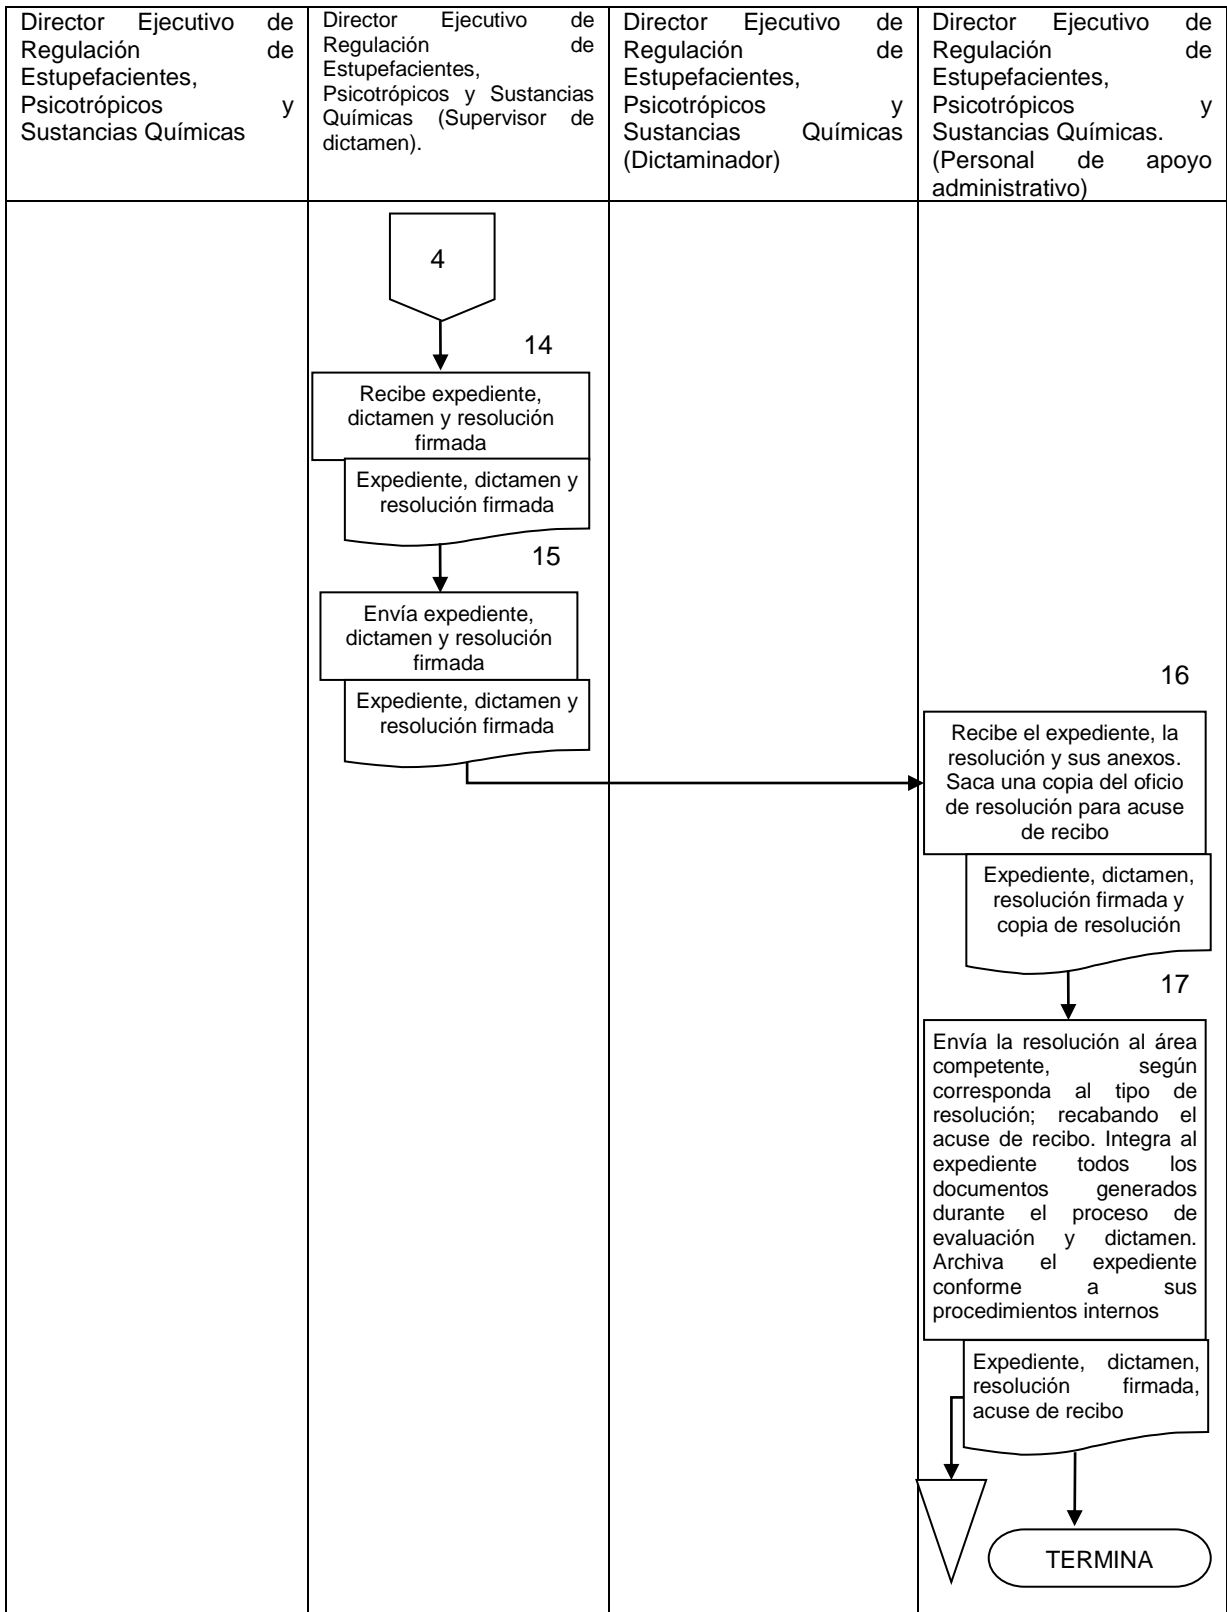 Director Ejecutivo de
Regulación de
Estupefacientes,
Psicotrópicos y
Sustancias Químicas
Director Ejecutivo de
Regulación de
Estupefacientes,
Psicotrópicos y Sustancias
Químicas (Supervisor de
dictamen).
Director Ejecutivo de
Regulación de
Estupefacientes,
Psicotrópicos y
Sustancias Químicas
(Dictaminador)
Director Ejecutivo de
Regulación de
Estupefacientes,
Psicotrópicos y
Sustancias Químicas.
(Personal de apoyo
administrativo)
4
14
Recibe expediente,
dictamen y resolución
firmada
Expediente, dictamen y
resolución firmada
15
Envía expediente,
dictamen y resolución
firmada
Expediente, dictamen y
resolución firmada
16
Recibe el expediente, la
resolución y sus anexos.
Saca una copia del oficio
de resolución para acuse
de recibo
Expediente, dictamen,
resolución firmada y
copia de resolución
17
Envía la resolución al área
competente, según
corresponda al tipo de
resolución; recabando el
acuse de recibo. Integra al
expediente todos los
documentos generados
durante el proceso de
evaluación y dictamen.
Archiva el expediente
conforme a sus
procedimientos internos
Expediente, dictamen,
resolución firmada,
acuse de recibo
TERMINA